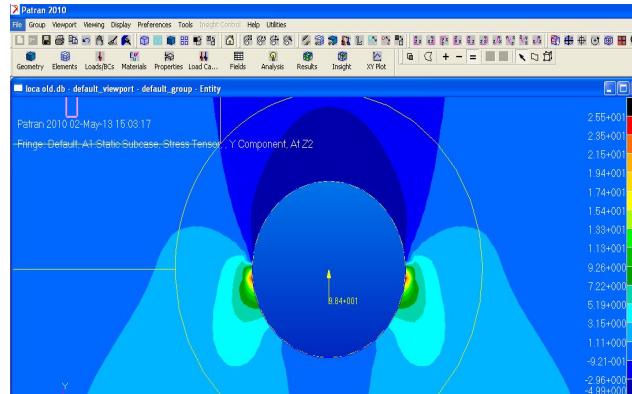 Patran 2010
File Group Viewport Viewing Display Preferences Tools Insight Control Help Utilities
Geometry Elements Loads/BCs Materials Properties Load Ca... Fields Analysis Results Insight XY Plot
loca old.db - default_viewport - default_group - Entity
Patran 2010 02-May-13 15:03:17
Fringe: Default, A1:Static Subcase, Stress Tensor, , Y Component, At Z2
2.55+001
2.35+001
2.15+001
1.94+001
1.74+001
1.54+001
1.33+001
1.13+001
9.26+000
7.22+000
5.19+000
3.15+000
1.11+000
-9.21-001
-2.96+000
-4.99+000
9.84+001
Y